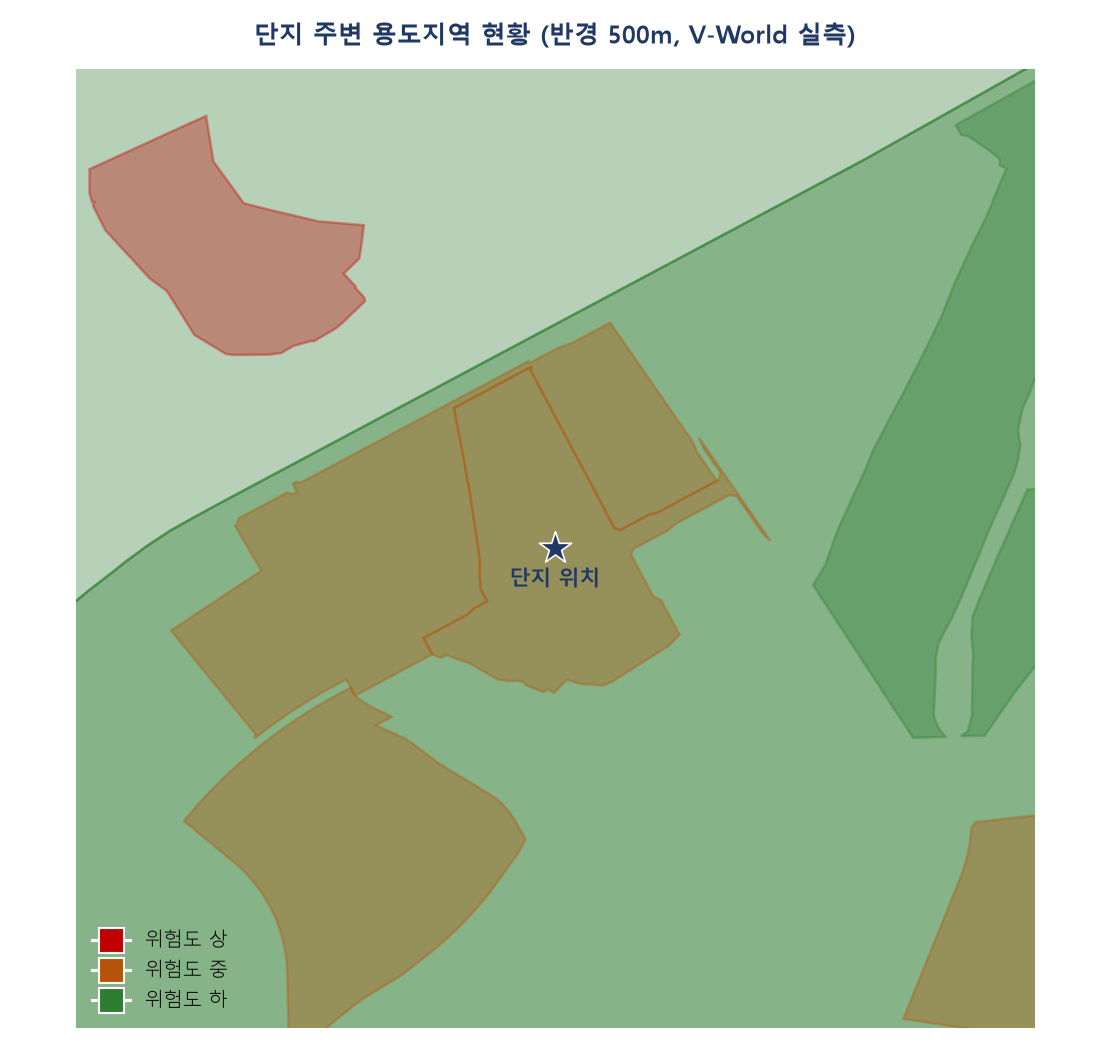 단지 주변 용도지역 현황 (반경 500m, V-World 실측)
단지 위치
위험도 상
위험도 중
위험도 하